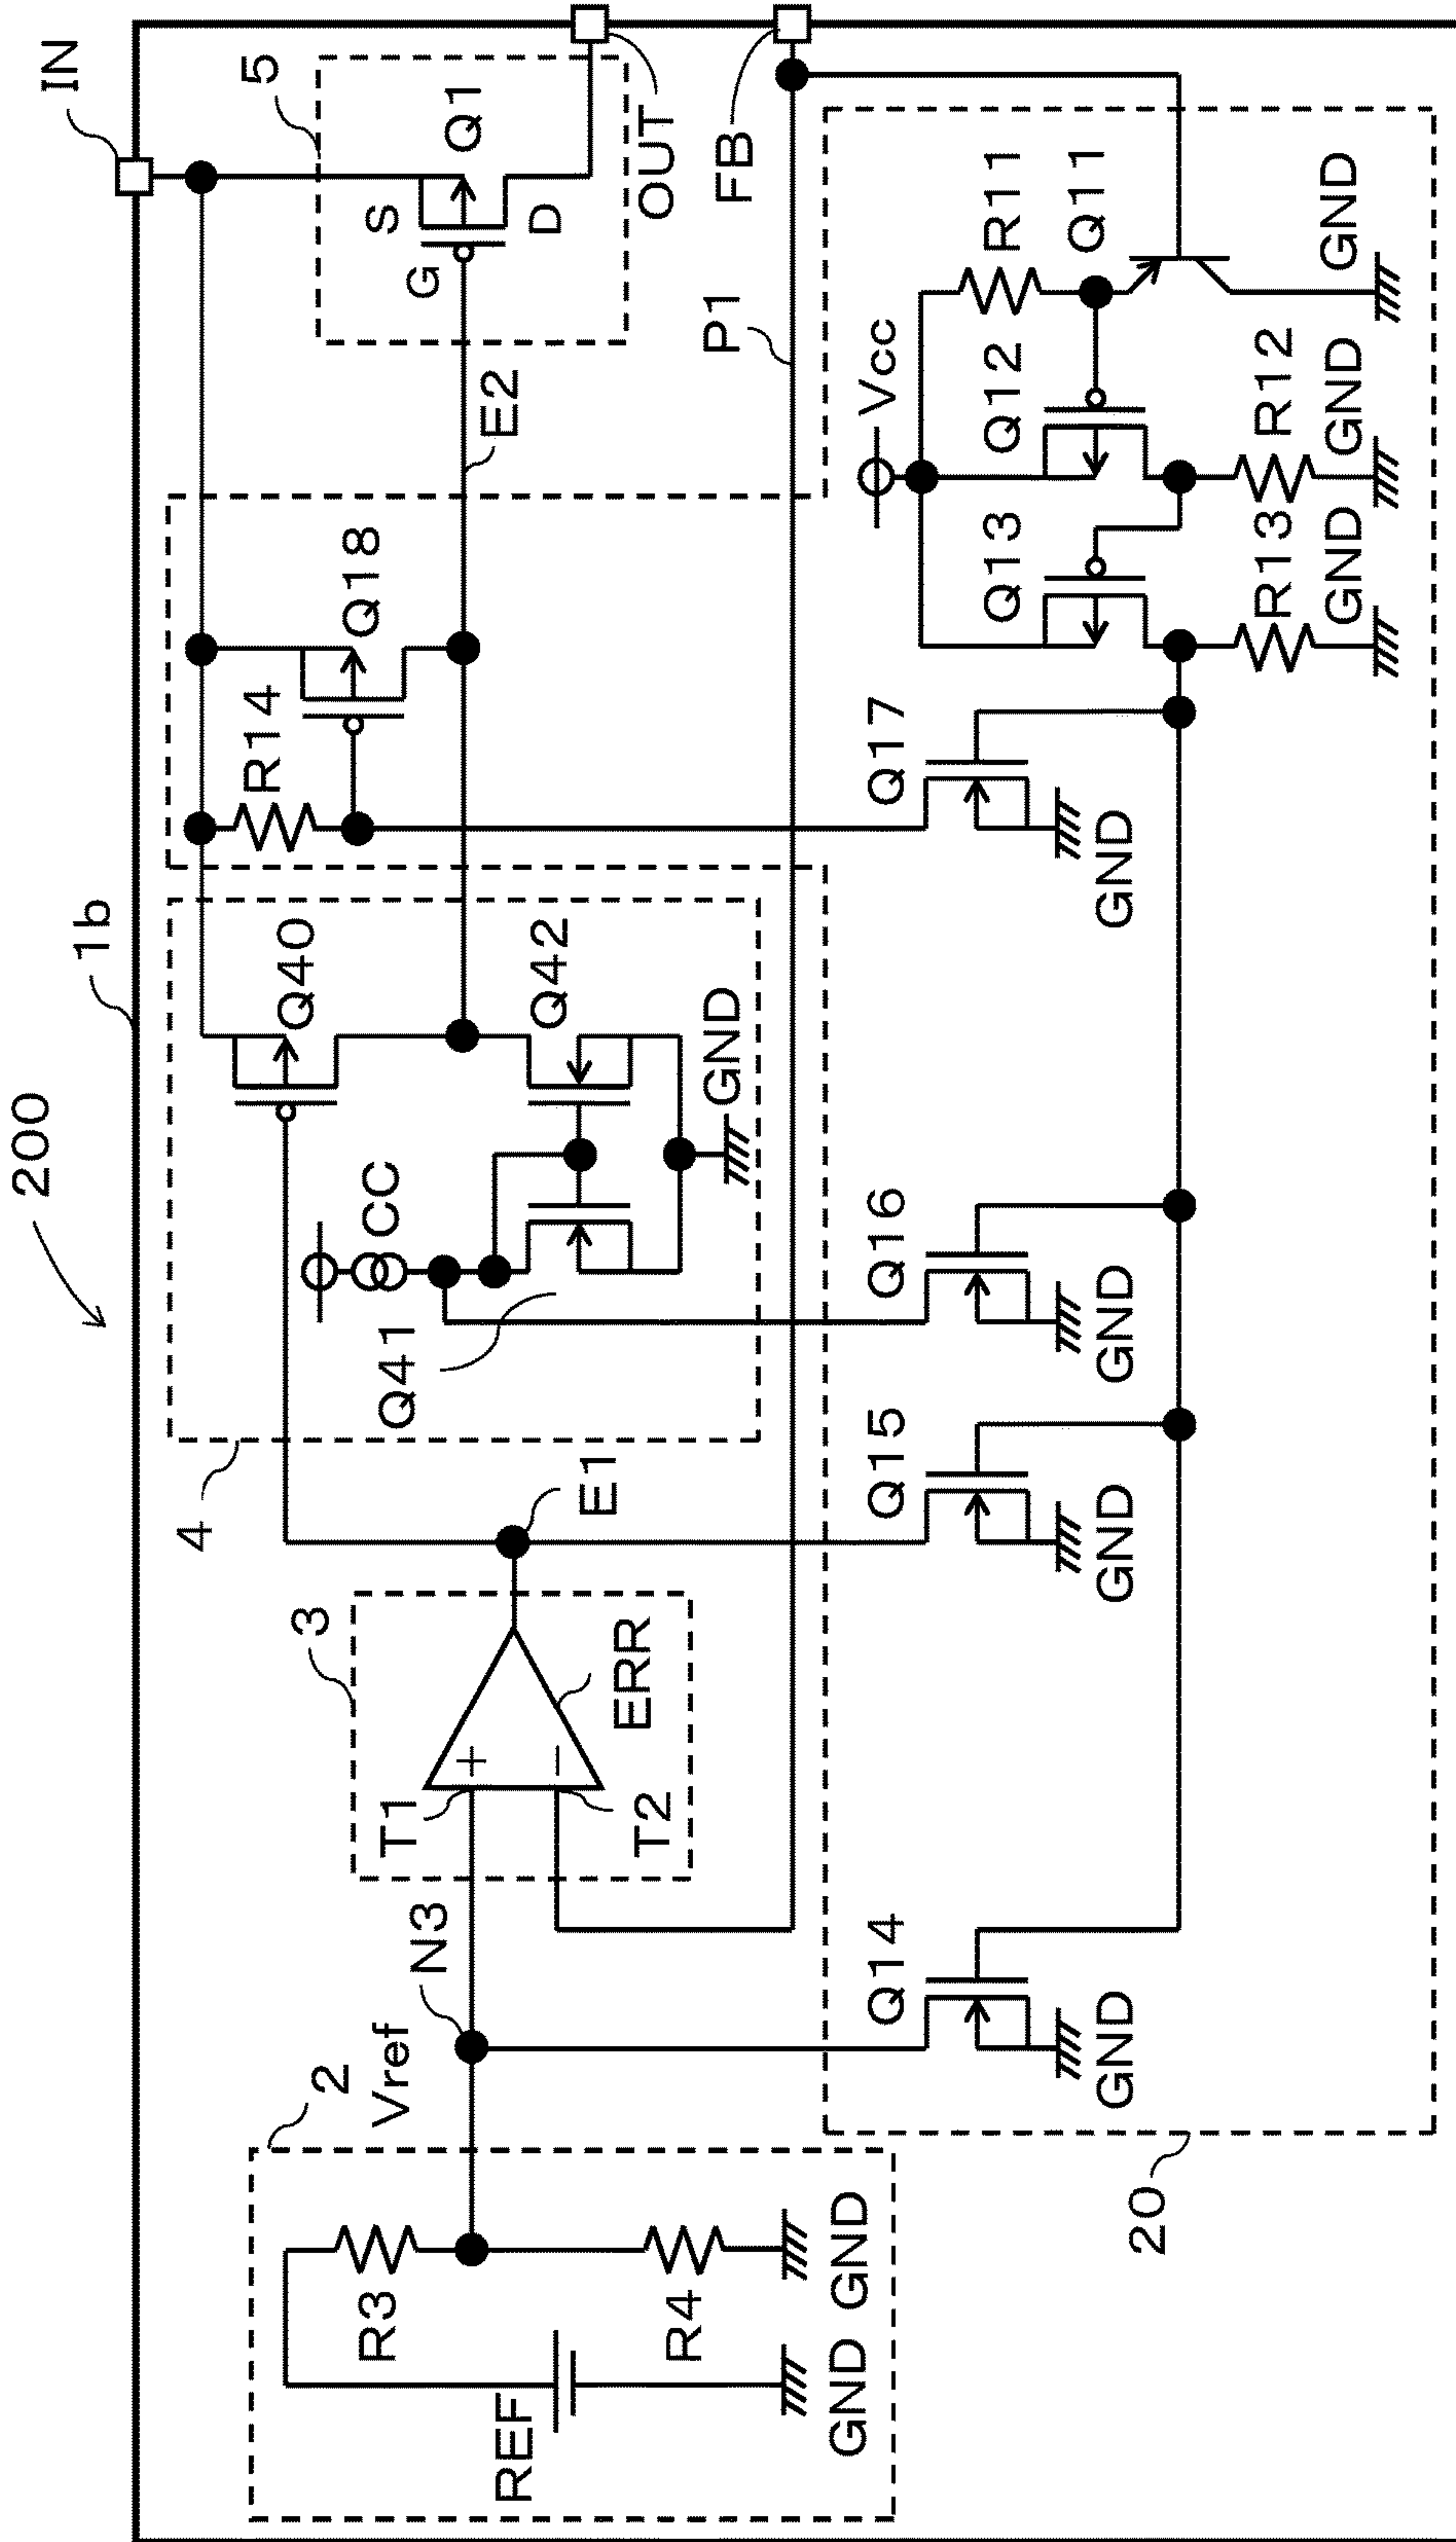 200
1b
IN
2
Vref
N3
3
E1
4
Q40
R14
Q18
E2
5
S
G
D
Q1
OUT
FB
P1
R3
R4
REF
GND
GND
T1
T2
ERR
Q41
CC
Q42
GND
20
Q14
GND
Q15
GND
Q16
GND
Q17
GND
Vcc
Q13
Q12
R11
Q11
R13
GND
R12
GND
GND